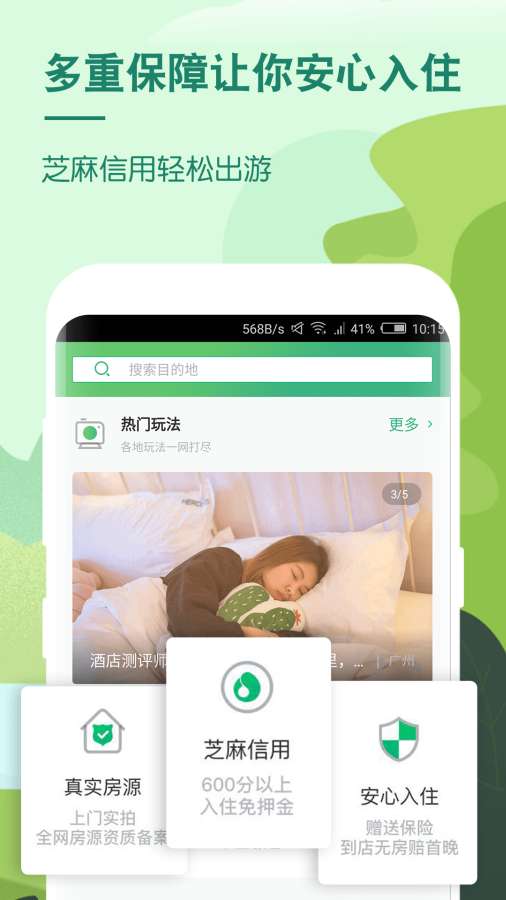 多重保障让你安心入住
芝麻信用轻松出游
568B/s 41% 10:15
搜索目的地
热门玩法
更多
各地玩法一网打尽
3/5
酒店测评师 里，... | 广州
芝麻信用
600分以上
入住免押金
真实房源
上门实拍
全网房源资质备案
安心入住
赠送保险
到店无房赔首晚